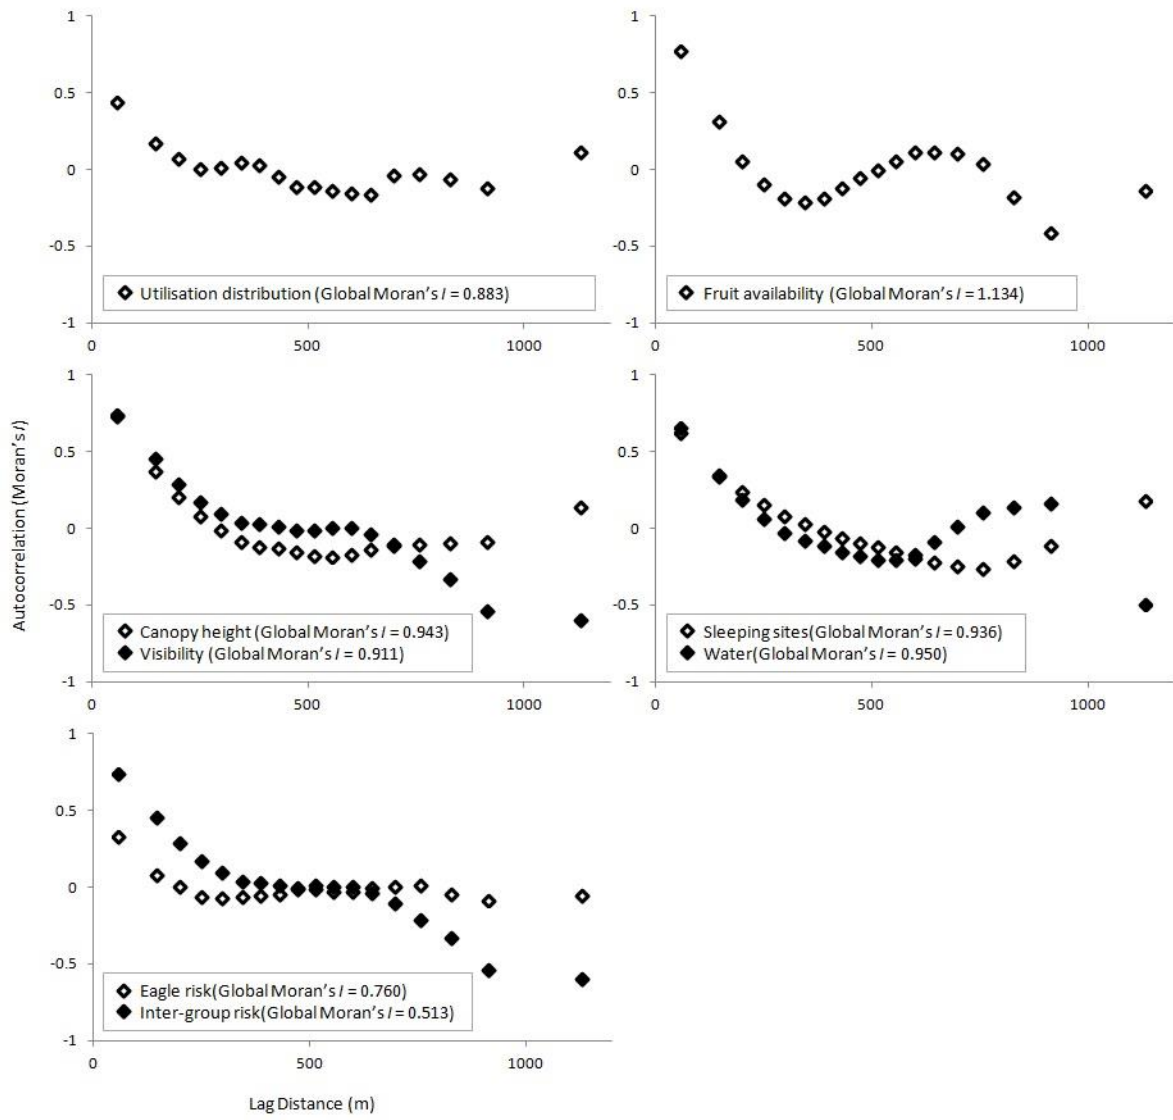 1
0.5
0
-0.5
-1
Utilisation distribution (Global Moran's I = 0.883)
0 500 1000
1
0.5
0
-0.5
-1
Fruit availability (Global Moran's I = 1.134)
0 500 1000
Autocorrelation (Moran's I)
1
0.5
0
-0.5
-1
Canopy height (Global Moran's I = 0.943)
Visibility (Global Moran's I = 0.911)
0 500 1000
1
0.5
0
-0.5
-1
Sleeping sites(Global Moran's I = 0.936)
Water(Global Moran's I = 0.950)
0 500 1000
1
0.5
0
-0.5
-1
Eagle risk(Global Moran's I = 0.760)
Inter-group risk(Global Moran's I = 0.513)
0 500 1000
Lag Distance (m)